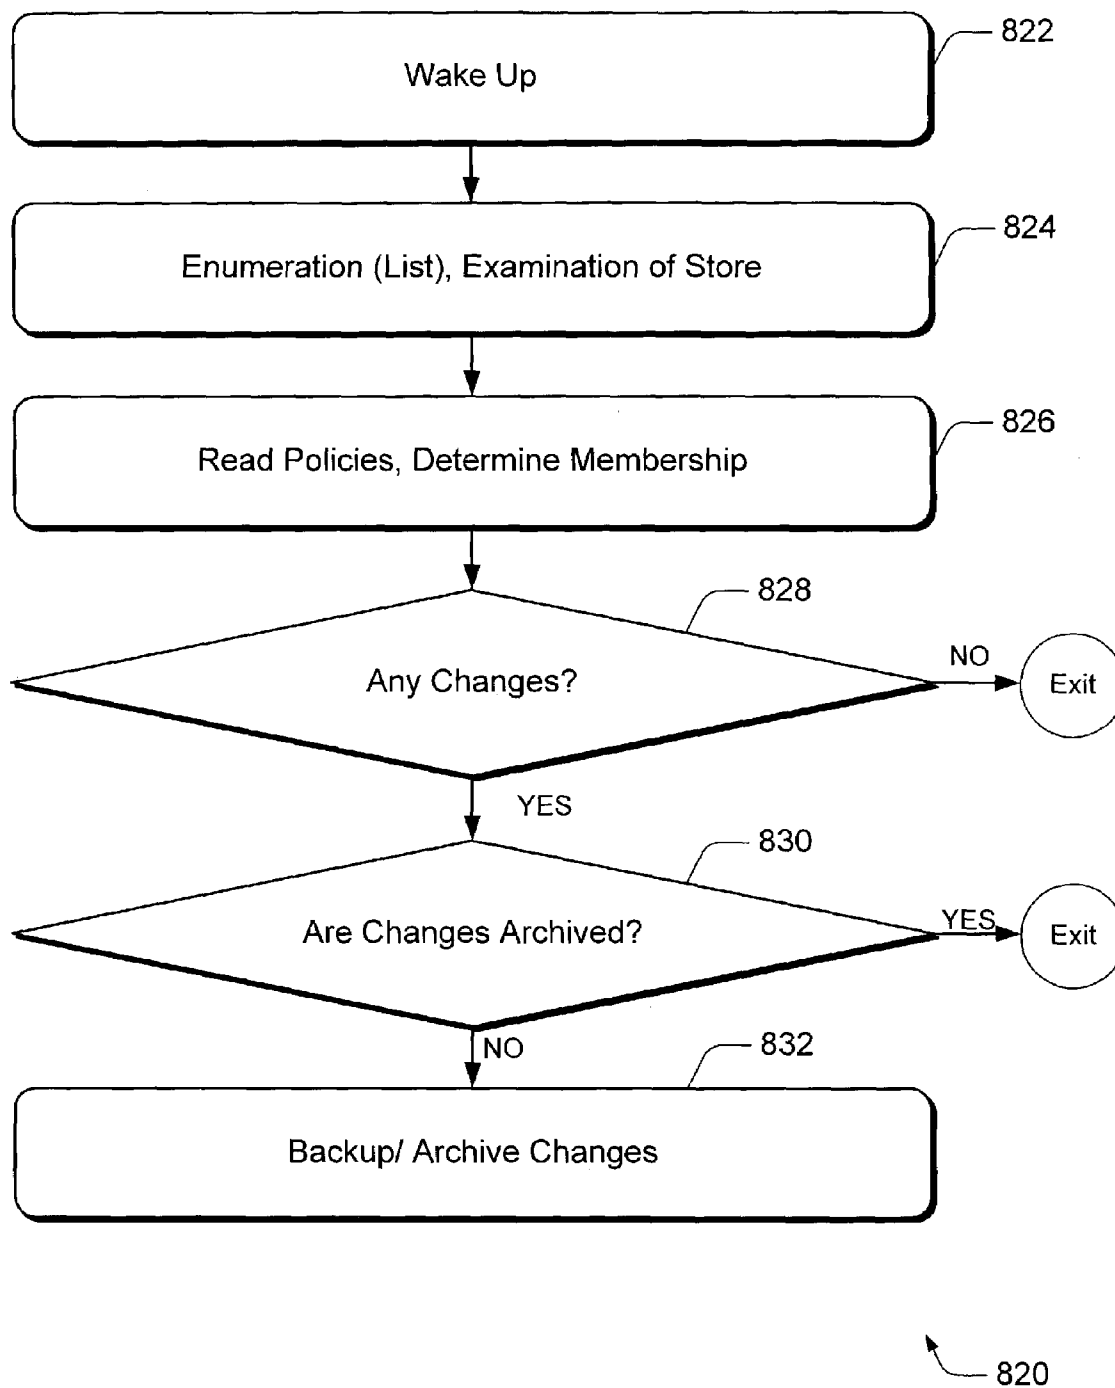 822
Wake Up
824
Enumeration (List), Examination of Store
826
Read Policies, Determine Membership
828
Any Changes?
NO
Exit
YES
830
Are Changes Archived?
YES
Exit
NO
832
Backup/ Archive Changes
820